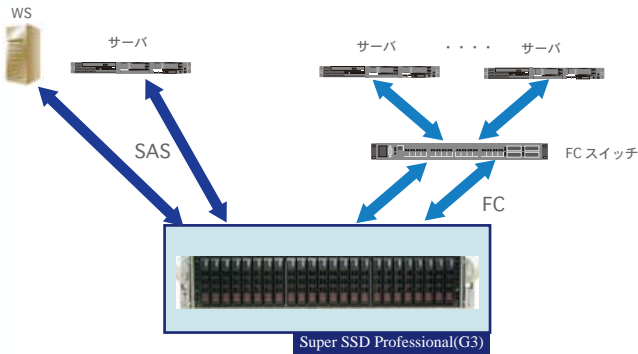 WS
サーバ
サーバ
・・・・
サーバ
SAS
FC スイッチ
FC
Super SSD Professional(G3)